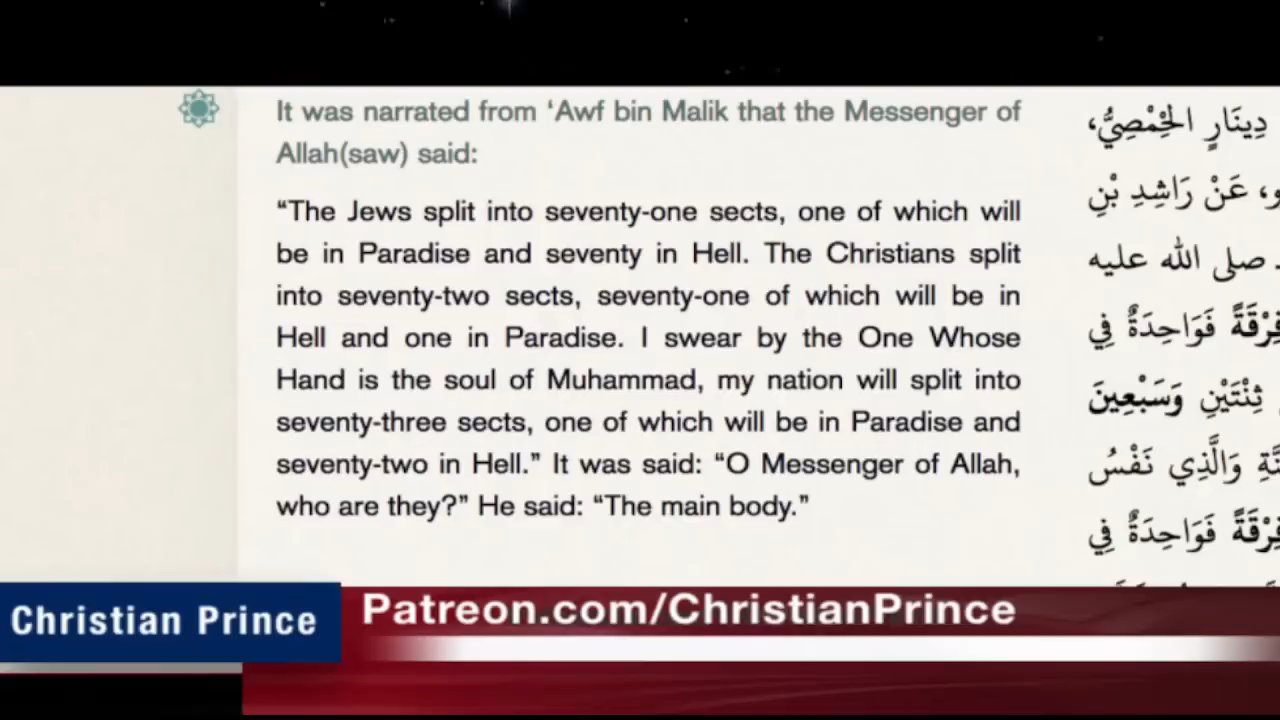 It was narrated from ‘Awf bin Malik that the Messenger of
Allah(saw) said:
“The Jews split into seventy-one sects, one of which will
be in Paradise and seventy in Hell. The Christians split
into seventy-two sects, seventy-one of which will be in
Hell and one in Paradise. I swear by the One Whose
Hand is the soul of Muhammad, my nation will split into
seventy-three sects, one of which will be in Paradise and
seventy-two in Hell.” It was said: “O Messenger of Allah,
who are they?” He said: “The main body.”
دِينَارٍ الْحِمْصِيُّ،
عَنْ رَاشِدِ بْنِ
صلى الله عليه
فِرْقَةً فَوَاحِدَةٌ فِي
ثِنْتَيْنِ وَسَبْعِينَ
وَالَّذِي نَفْسُ
فِرْقَةً فَوَاحِدَةٌ فِي
Christian Prince
Patreon.com/ChristianPrince